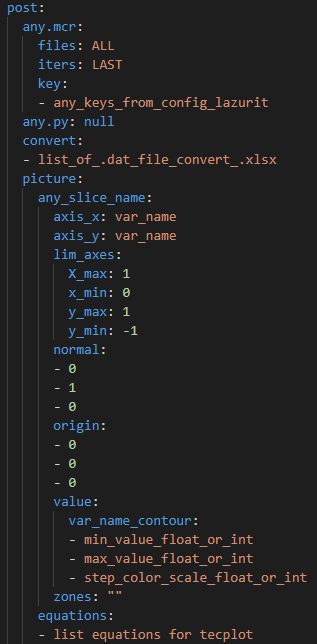 post:
any.mcr:
files: ALL
iters: LAST
key:
- any_keys_from_config_lazurit
any.py: null
convert:
- list_of_.dat_file_convert_.xlsx
picture:
any_slice_name:
axis_x: var_name
axis_y: var_name
lim_axes:
X_max: 1
x_min: 0
y_max: 1
y_min: -1
normal:
- 0
- 1
- 0
origin:
- 0
- 0
- 0
value:
var_name_contour:
- min_value_float_or_int
- max_value_float_or_int
- step_color_scale_float_or_int
zones: ""
equations:
- list equations for tecplot